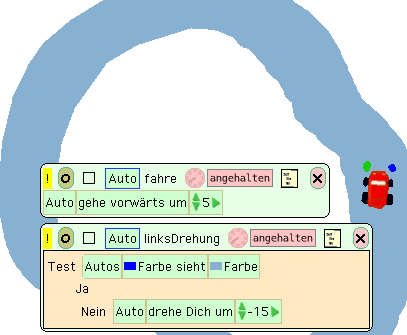 ! Auto fahre angehalten
Auto gehe vorwärts um 5
! Auto linksDrehung angehalten
Test Autos Farbe sieht Farbe
Ja
Nein Auto drehe Dich um -15